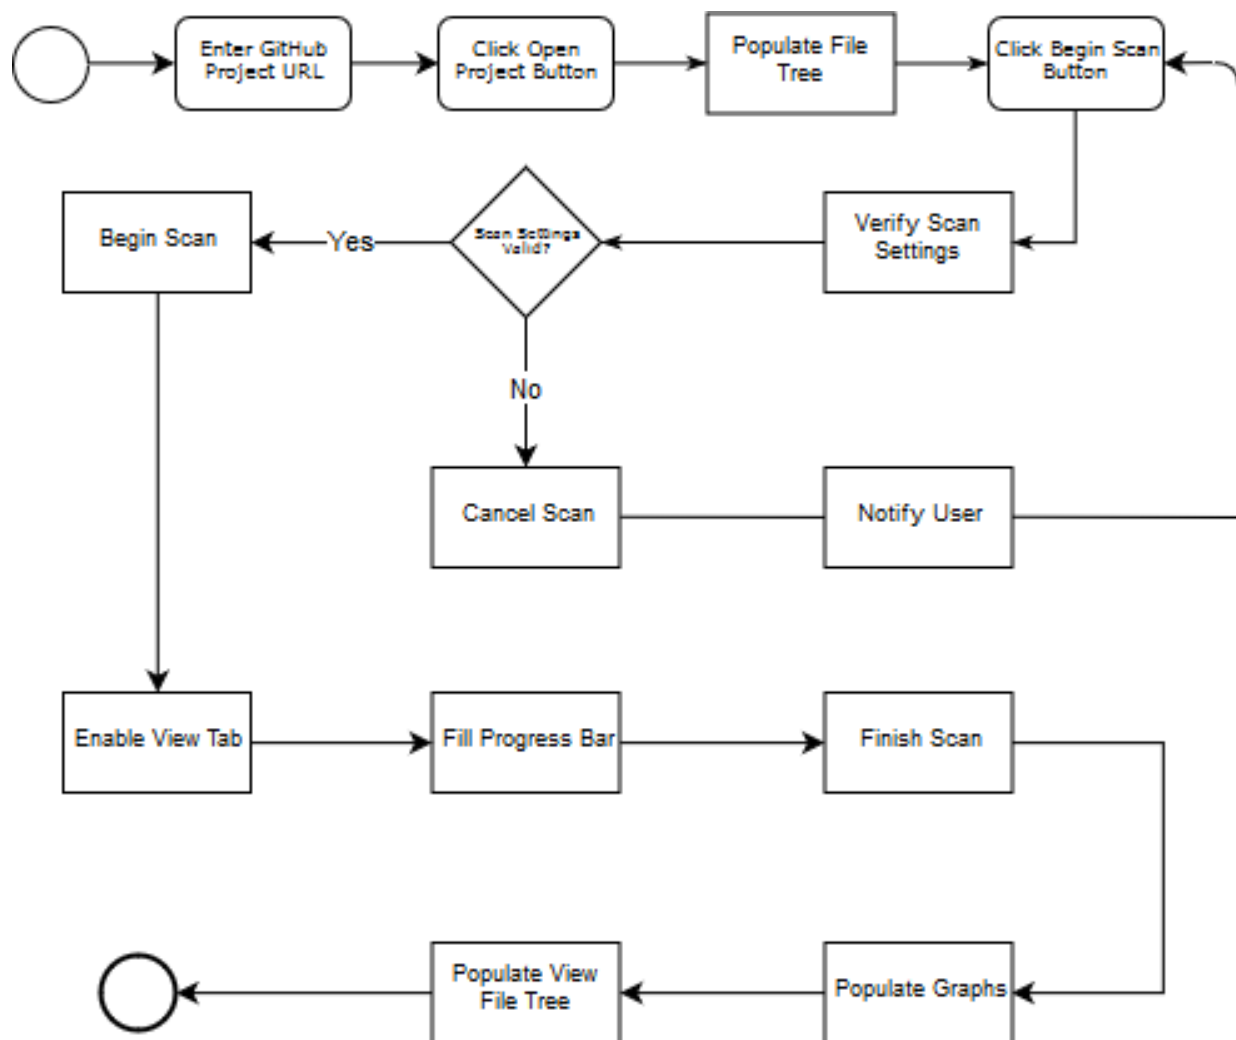 Enter GitHub
Project URL
Click Open
Project Button
Populate File
Tree
Click Begin Scan
Button
Begin Scan
Yes
Scan Settings
Valid?
Verify Scan
Settings
No
Cancel Scan
Notify User
Enable View Tab
Fill Progress Bar
Finish Scan
Populate View
File Tree
Populate Graphs